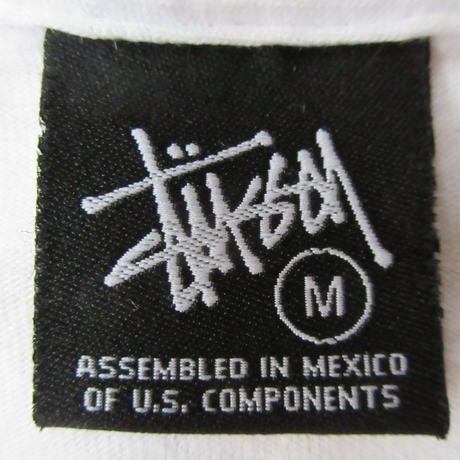 Stüssy
M
ASSEMBLED IN MEXICO
OF U.S. COMPONENTS